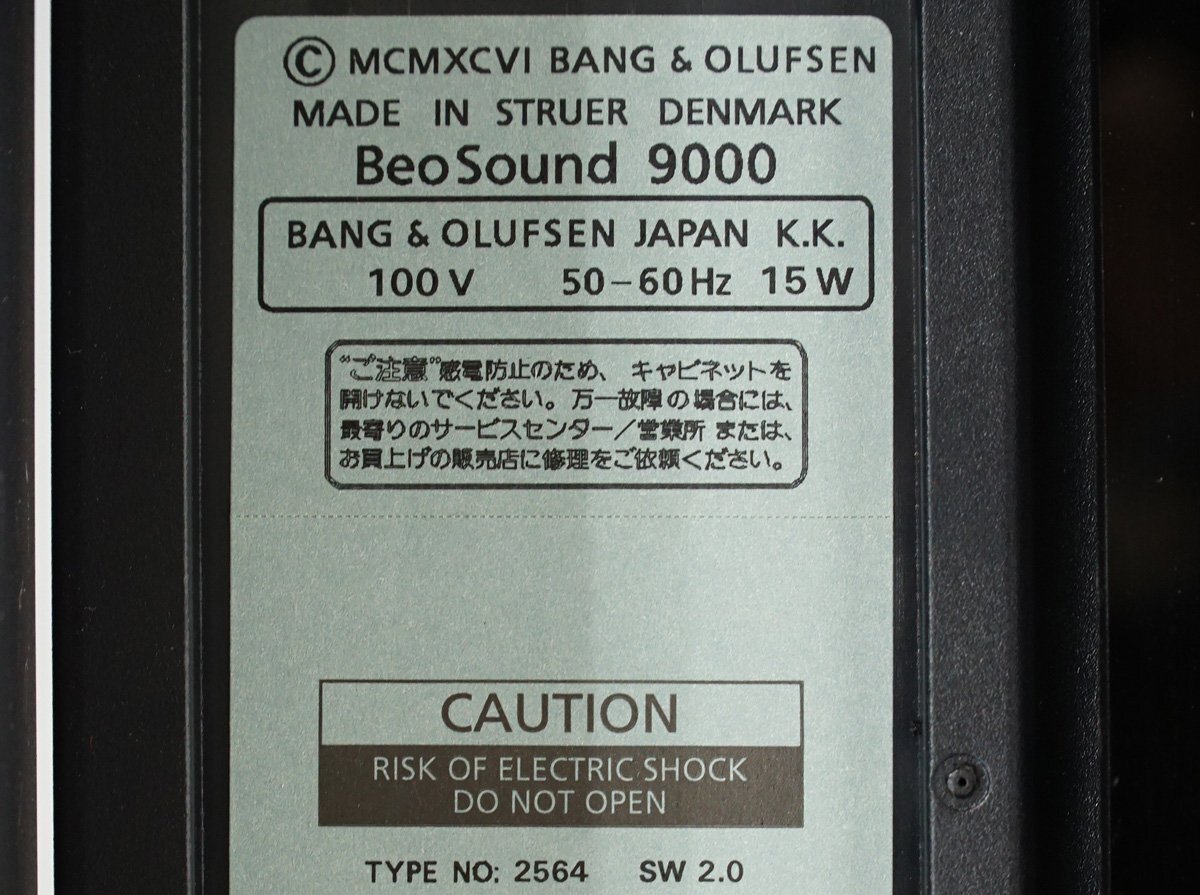 © MCMXCVI BANG & OLUFSEN
MADE IN STRUER DENMARK
BeoSound 9000
BANG & OLUFSEN JAPAN K.K.
100 V 50-60 Hz 15 W
“ご注意”感電防止のため、キャビネットを
開けないでください。万一故障の場合には、
最寄りのサービスセンター/営業所または、
お買上げの販売店に修理をご依頼ください。
CAUTION
RISK OF ELECTRIC SHOCK
DO NOT OPEN
TYPE NO: 2564 SW 2.0